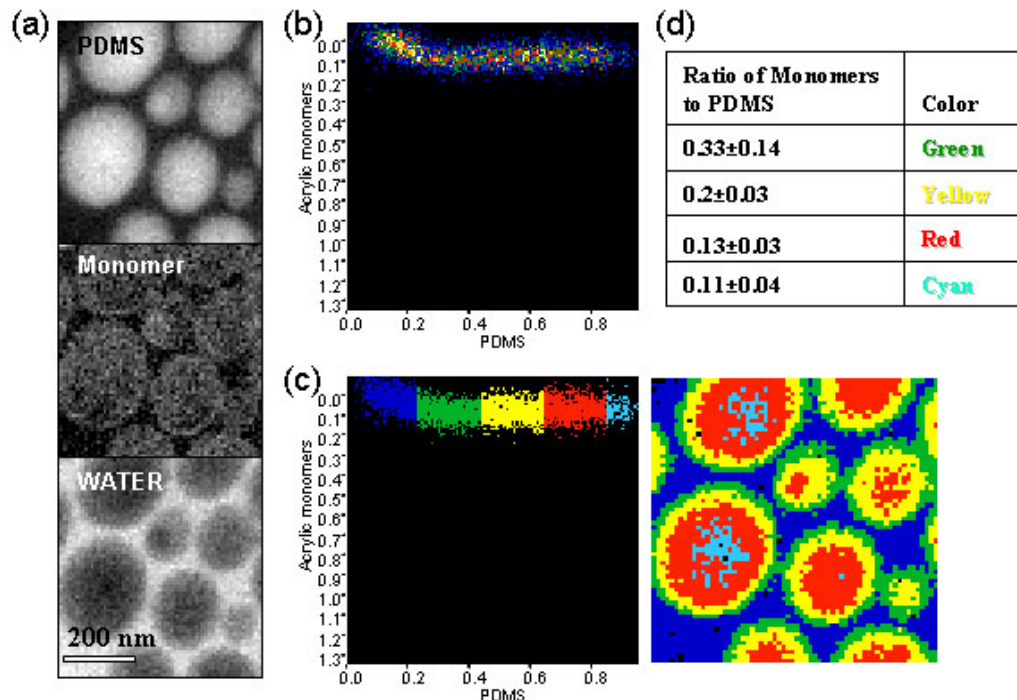 (a)
PDMS
Monomer
WATER
200 nm
(b)
Acrylic monomers
0.0
0.1
0.2
0.3
0.4
0.5
0.6
0.7
0.8
0.9
1.0
1.1
1.2
1.3
0.0 0.2 0.4 0.6 0.8
PDMS
(c)
Acrylic monomers
0.0
0.1
0.2
0.3
0.4
0.5
0.6
0.7
0.8
0.9
1.0
1.1
1.2
1.3
0.0 0.2 0.4 0.6 0.8
PDMS
(d)
Ratio of Monomers
to PDMS Color
0.33±0.14 Green
0.2±0.03 Yellow
0.13±0.03 Red
0.11±0.04 Cyan